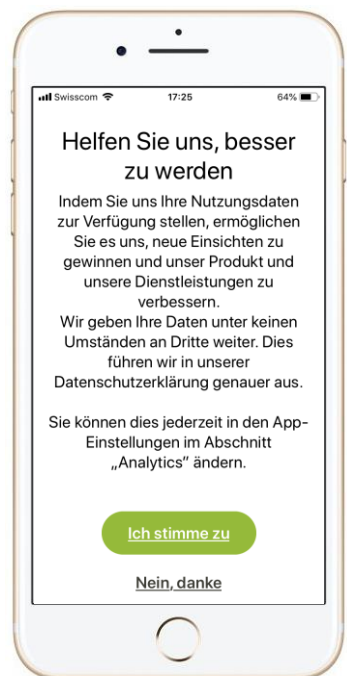 Swisscom 17:25 64%
Helfen Sie uns, besser
zu werden
Indem Sie uns Ihre Nutzungsdaten
zur Verfügung stellen, ermöglichen
Sie es uns, neue Einsichten zu
gewinnen und unser Produkt und
unsere Dienstleistungen zu
verbessern.
Wir geben Ihre Daten unter keinen
Umständen an Dritte weiter. Dies
führen wir in unserer
Datenschutzerklärung genauer aus.
Sie können dies jederzeit in den App-
Einstellungen im Abschnitt
„Analytics” ändern.
Ich stimme zu
Nein, danke